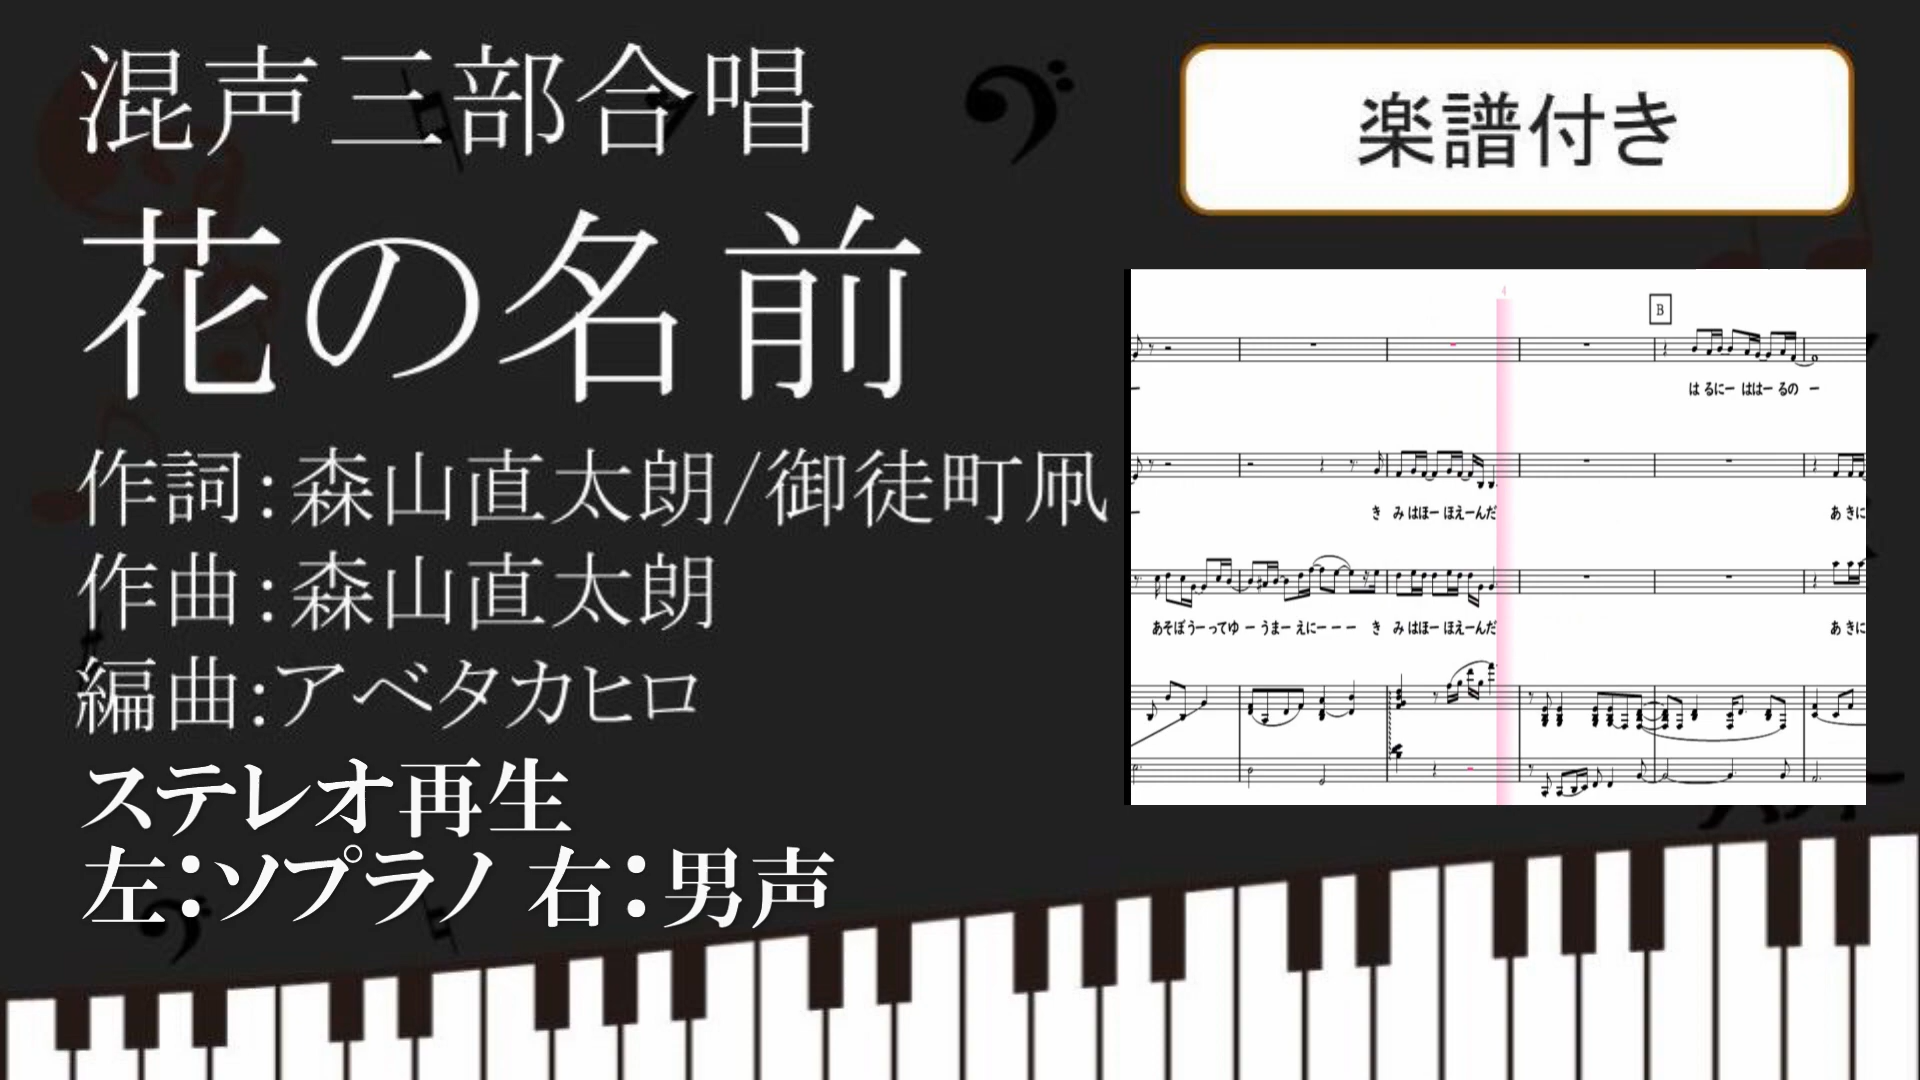 混声三部合唱
楽譜付き
花の名前
作詞:森山直太朗/御徒町凧
作曲:森山直太朗
編曲:アベタカヒロ
ステレオ再生
左:ソプラノ 右:男声
4
B
は るにー はは ー るの ー
き みはほー ほえーんだ
あ きに
あそぼうーってゆ ー うまー えにー ー ー き みはほー ほえーんだ
あ きに